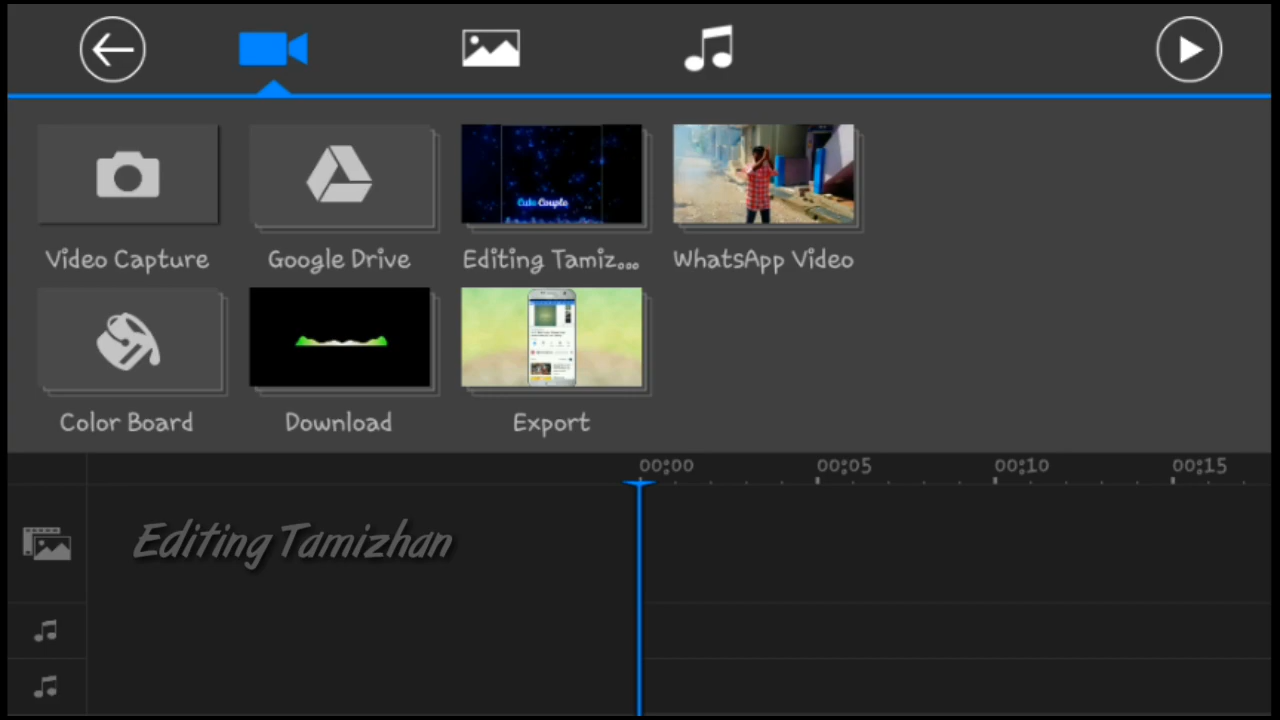 Cute Couple
Video Capture
Google Drive
Editing Tamiz...
WhatsApp Video
Color Board
Download
Export
00:00
00:05
00:10
00:15
Editing Tamizhan